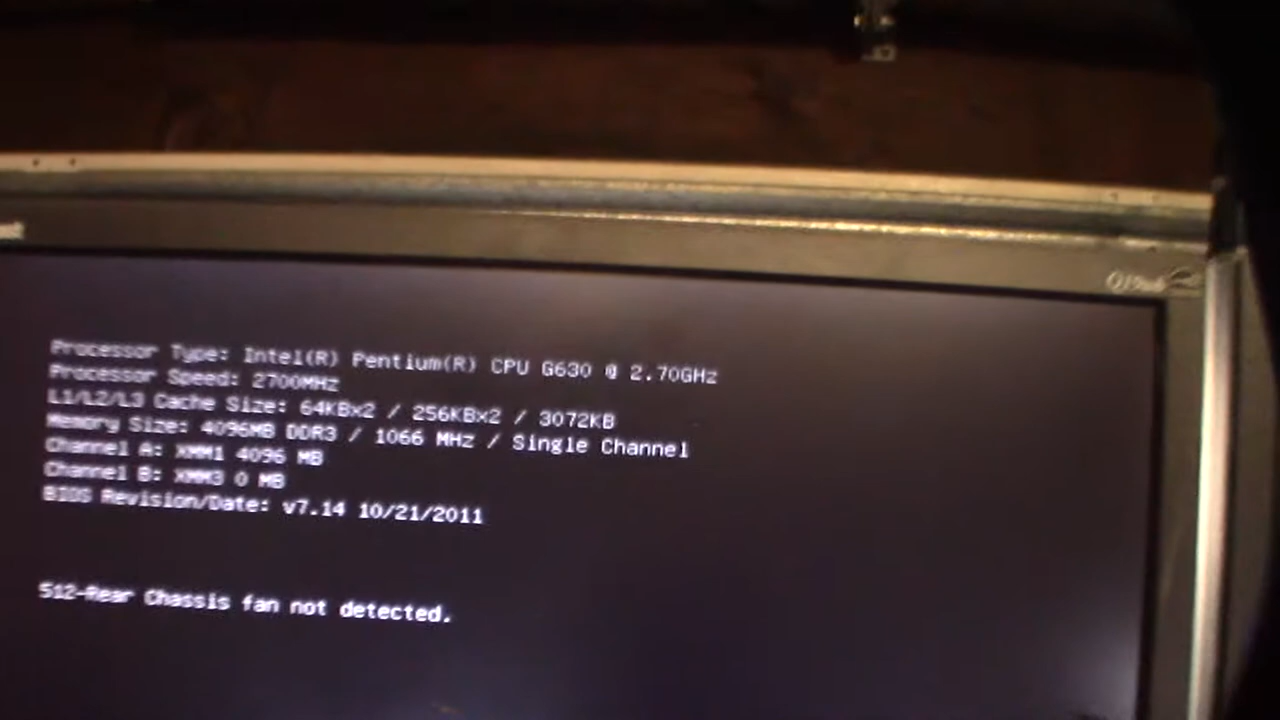 Processor Type: Intel(R) Pentium(R) CPU G630 @ 2.70GHz
Processor Speed: 2700MHz
L1/L2/L3 Cache Size: 64KBx2 / 256KBx2 / 3072KB
Memory Size: 4096MB DDR3 / 1066 MHz / Single Channel
Channel A: XMM1 4096 MB
Channel B: XMM3 0 MB
BIOS Revision/Date: v7.14 10/21/2011
512-Rear Chassis fan not detected.